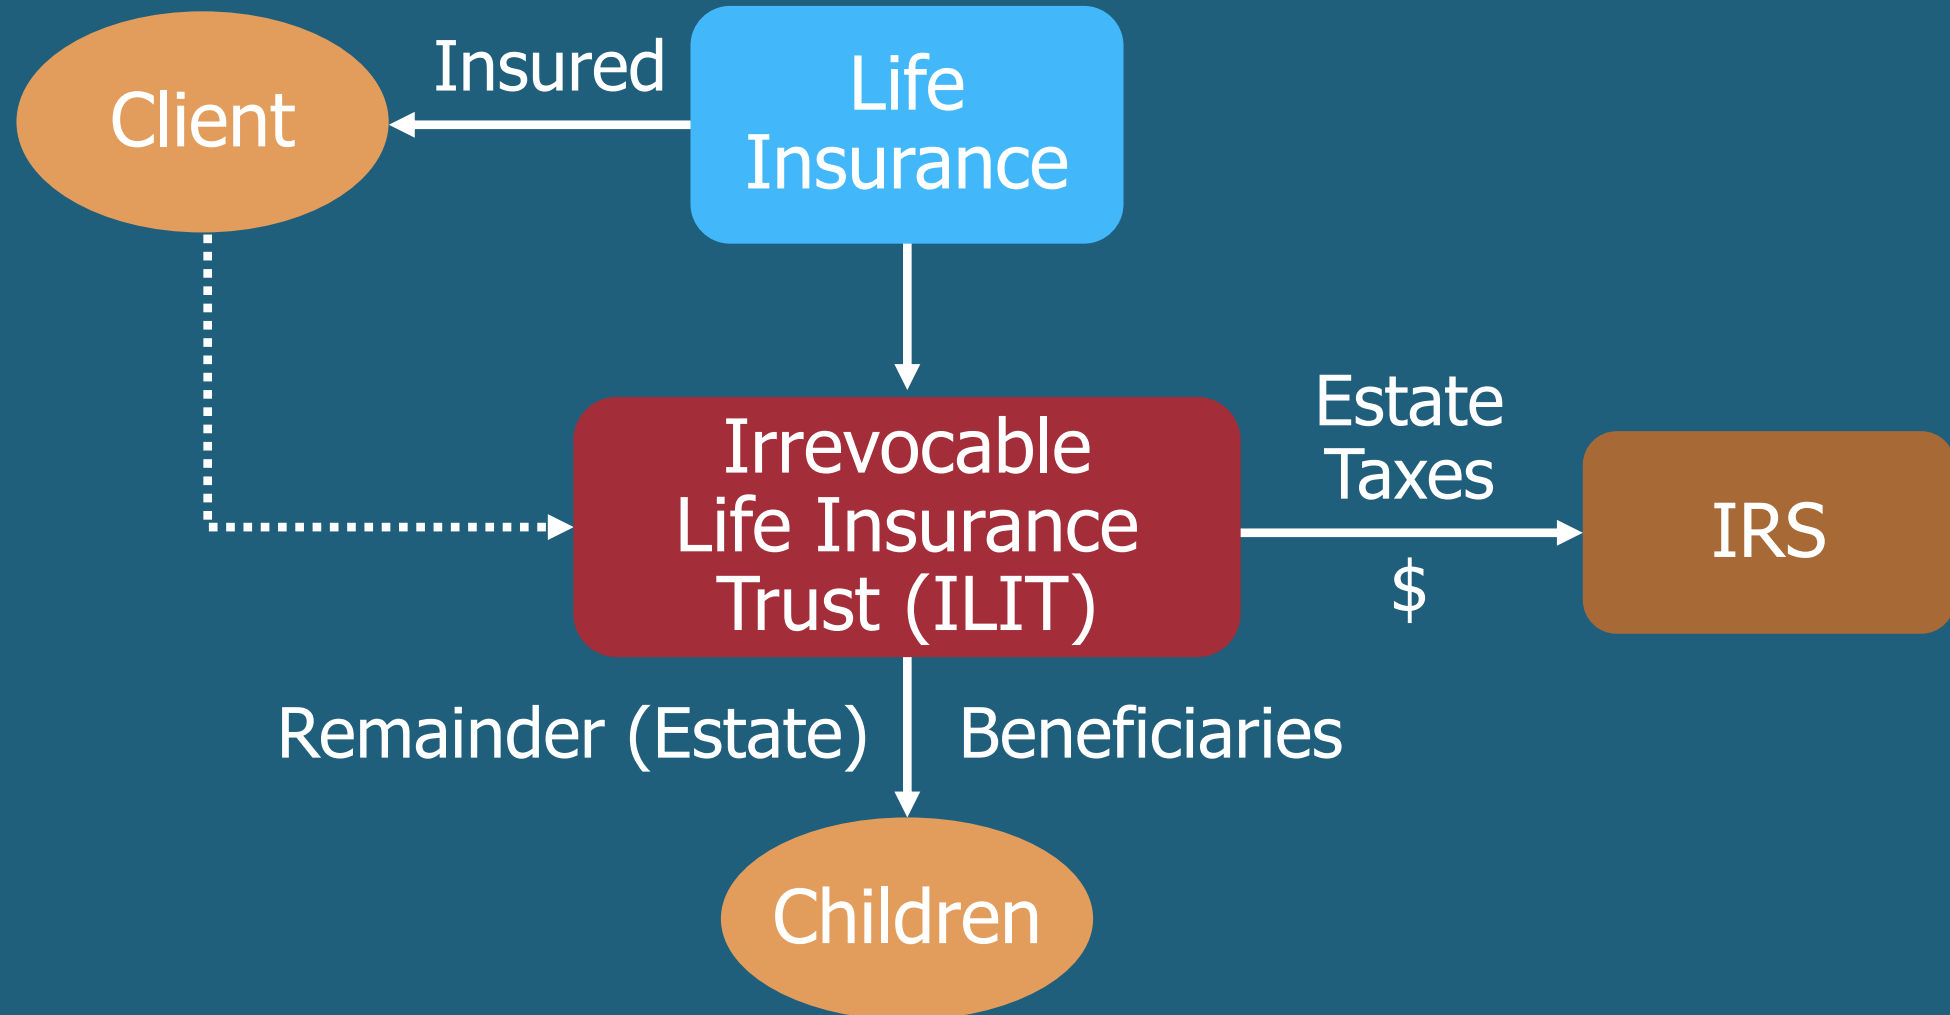 Client
Insured
Life
Insurance
Irrevocable
Life Insurance
Trust (ILIT)
Estate
Taxes
$
IRS
Remainder (Estate)
Beneficiaries
Children